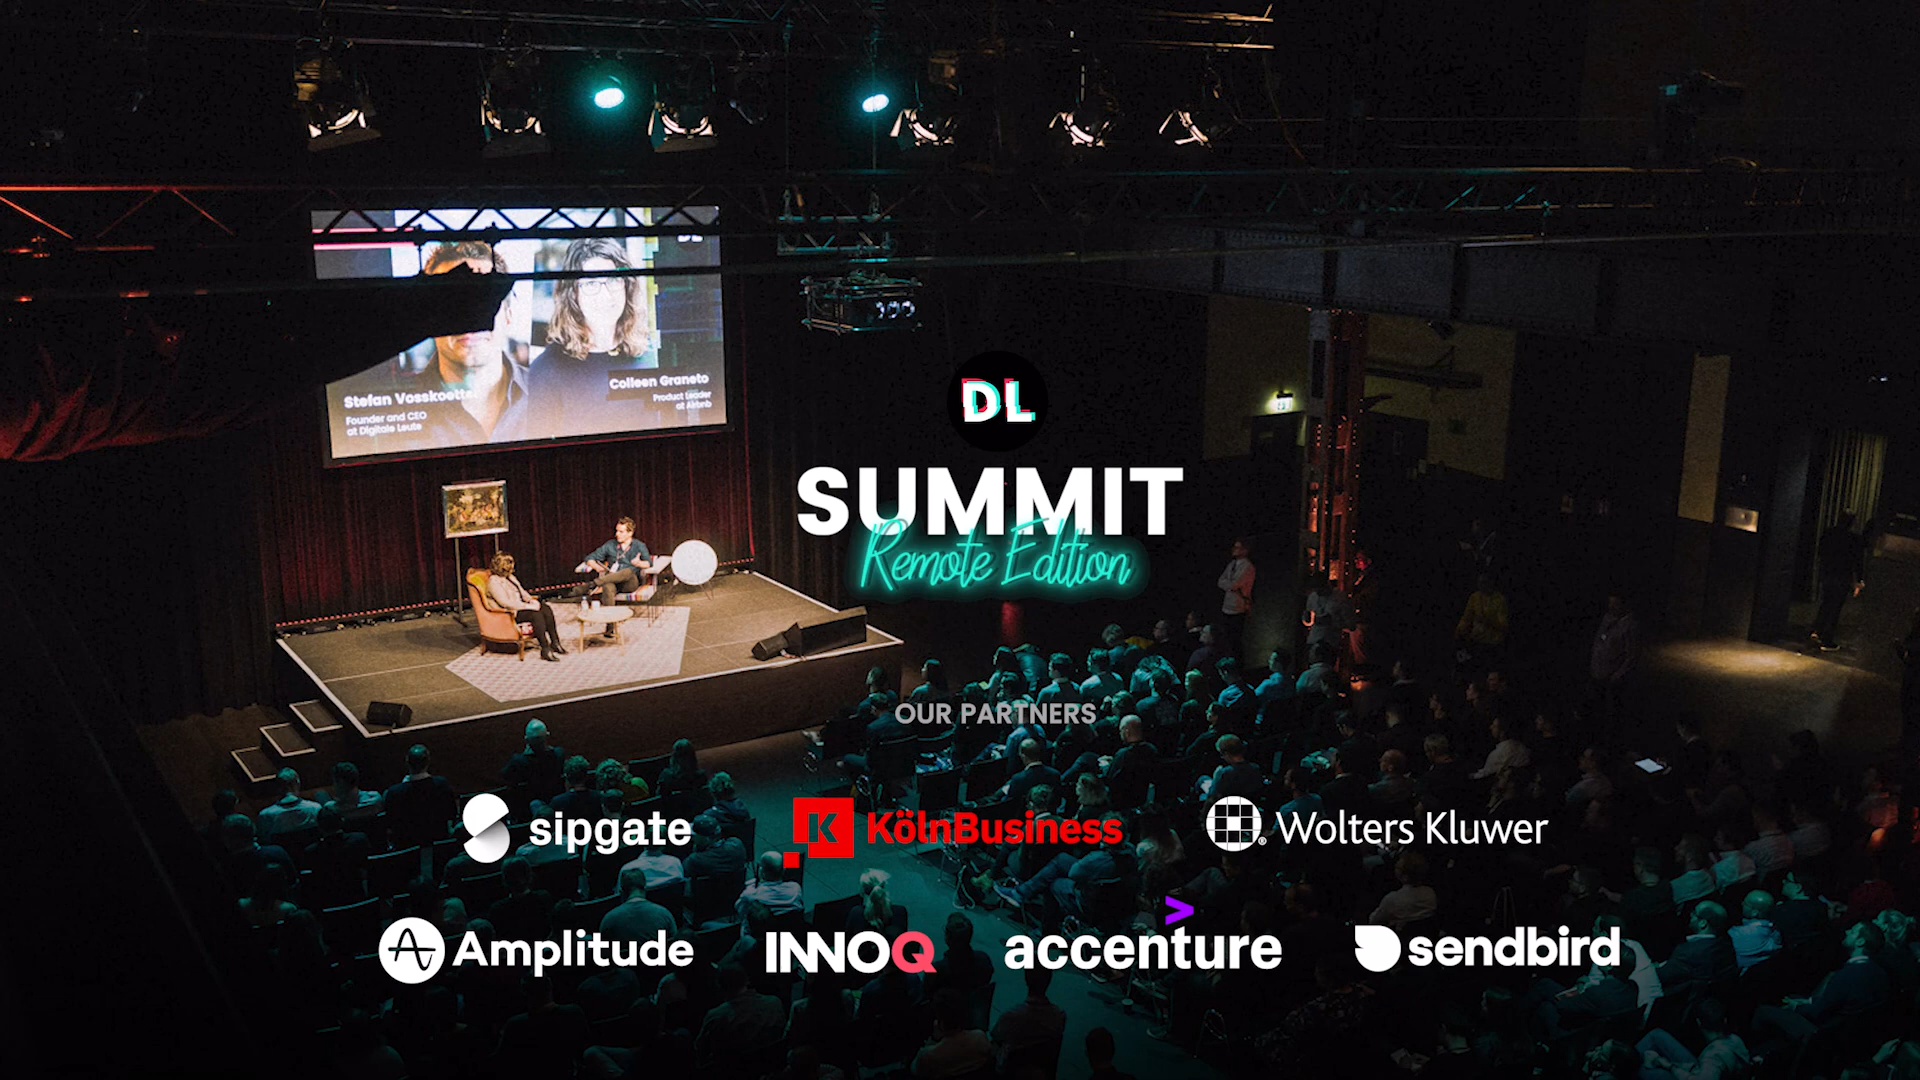 Stefan Vosskoetter
Founder and CEO
at Digitale Leute
Colleen Graneto
Product Leader
at Airbnb
DL
SUMMIT
Remote Edition
OUR PARTNERS
sipgate
K KölnBusiness
® Wolters Kluwer
A Amplitude
INNOQ
>
accenture
sendbird